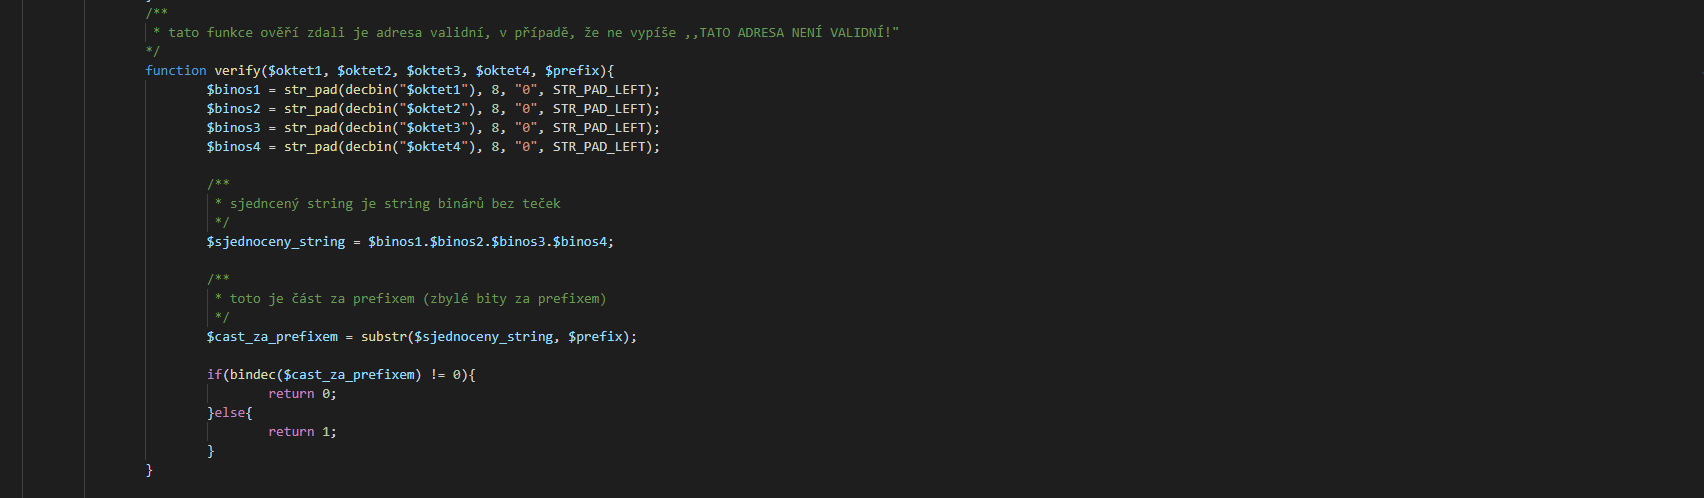 /**
* tato funkce ověří zdali je adresa validní, v případě, že ne vypíše ,,TATO ADRESA NENÍ VALIDNÍ!"
*/
function verify($oktet1, $oktet2, $oktet3, $oktet4, $prefix){
$binos1 = str_pad(decbin("$oktet1"), 8, "0", STR_PAD_LEFT);
$binos2 = str_pad(decbin("$oktet2"), 8, "0", STR_PAD_LEFT);
$binos3 = str_pad(decbin("$oktet3"), 8, "0", STR_PAD_LEFT);
$binos4 = str_pad(decbin("$oktet4"), 8, "0", STR_PAD_LEFT);
/**
* sjedncený string je string binárů bez teček
*/
$sjednoceny_string = $binos1.$binos2.$binos3.$binos4;
/**
* toto je část za prefixem (zbylé bity za prefixem)
*/
$cast_za_prefixem = substr($sjednoceny_string, $prefix);
if(bindec($cast_za_prefixem) != 0){
return 0;
}else{
return 1;
}
}